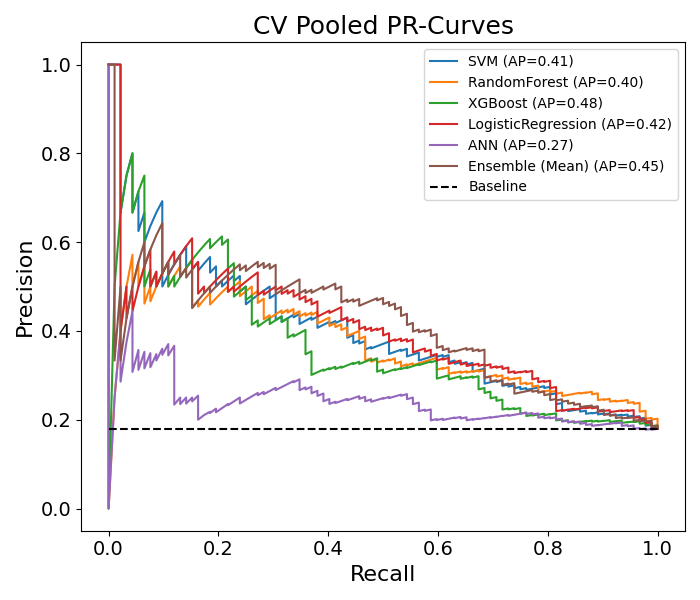 CV Pooled PR-Curves
SVM (AP=0.41)
RandomForest (AP=0.40)
XGBoost (AP=0.48)
LogisticRegression (AP=0.42)
ANN (AP=0.27)
Ensemble (Mean) (AP=0.45)
Baseline
Precision
1.0
0.8
0.6
0.4
0.2
0.0
0.0 0.2 0.4 0.6 0.8 1.0
Recall